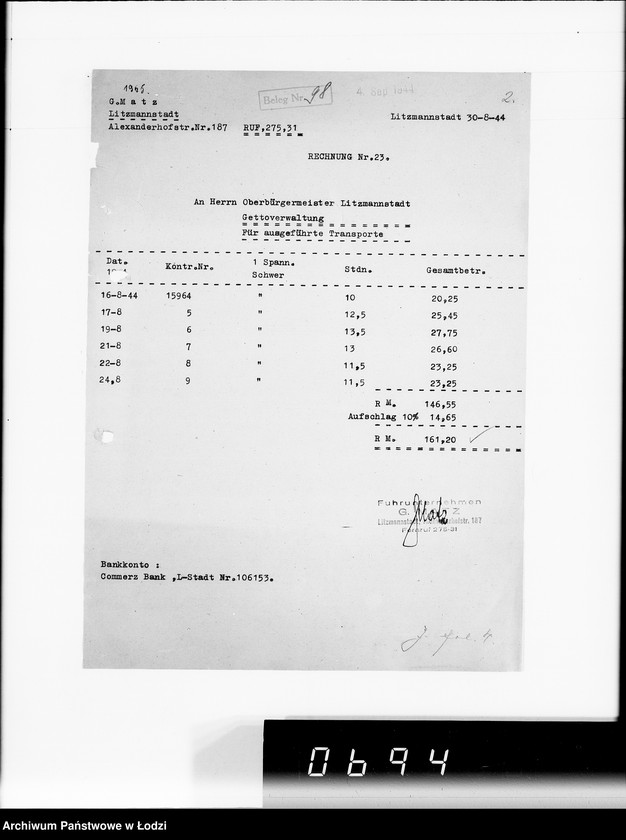 1945.
G.Matz
Litzmannstadt
Alexanderhofstr.Nr.187 RUF,275,31
Beleg Nr. 98
4 Sep 1944
2.
Litzmannstadt 30-8-44
RECHNUNG Nr.23.
An Herrn Oberbürgermeister Litzmannstadt
Gettoverwaltung
Für ausgeführte Transporte
Dat. Kontr.Nr. 1 Spann. Schwer Stdn. Gesamtbetr.
16-8-44 15964 " 10 20,25
17-8 5 " 12,5 25,45
19-8 6 " 13,5 27,75
21-8 7 " 13 26,60
22-8 8 " 11,5 23,25
24,8 9 " 11,5 23,25
R M. 146,55
Aufschlag 10% 14,65
R M. 161,20
Fuhrunternehmen
G. MATZ
Litzmannstadt 187
Fernruf 275-31
Matz
Bankkonto :
Commerz Bank ,L-Stadt Nr.106153.
4.
0694
Archiwum Państwowe w Łodzi